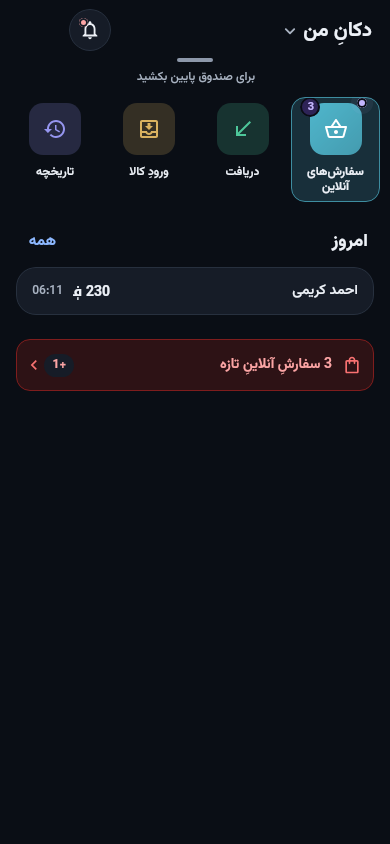 دکانِ من
برای صندوق پایین بکشید
3
سفارش‌های آنلاین
دریافت
ورودِ کالا
تاریخچه
امروز
همه
احمد کریمی
230 ؋
06:11
3 سفارشِ آنلاینِ تازه
+1